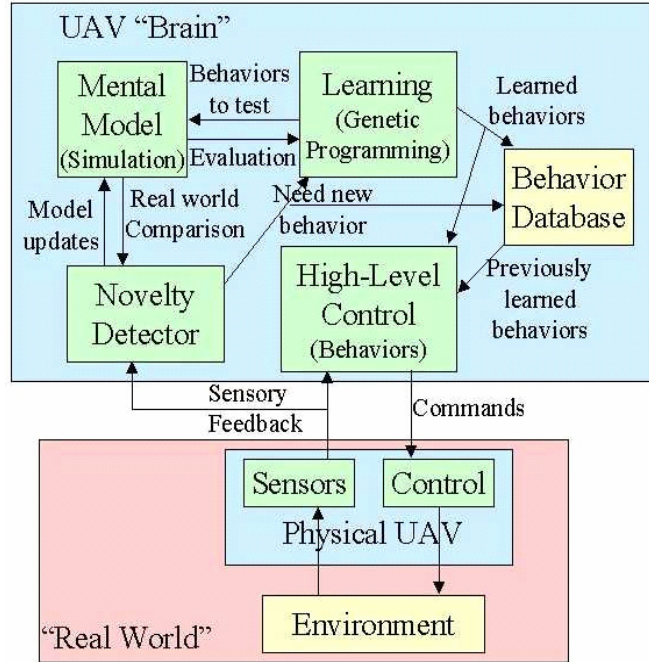 UAV “Brain”
Mental
Model
(Simulation)
Behaviors
to test
Evaluation
Learning
(Genetic
Programming)
Learned
behaviors
Behavior
Database
Model
updates
Real world
Comparison
Need new
behavior
Novelty
Detector
High-Level
Control
(Behaviors)
Previously
learned
behaviors
Sensory
Feedback
Commands
Sensors
Control
Physical UAV
Environment
“Real World”